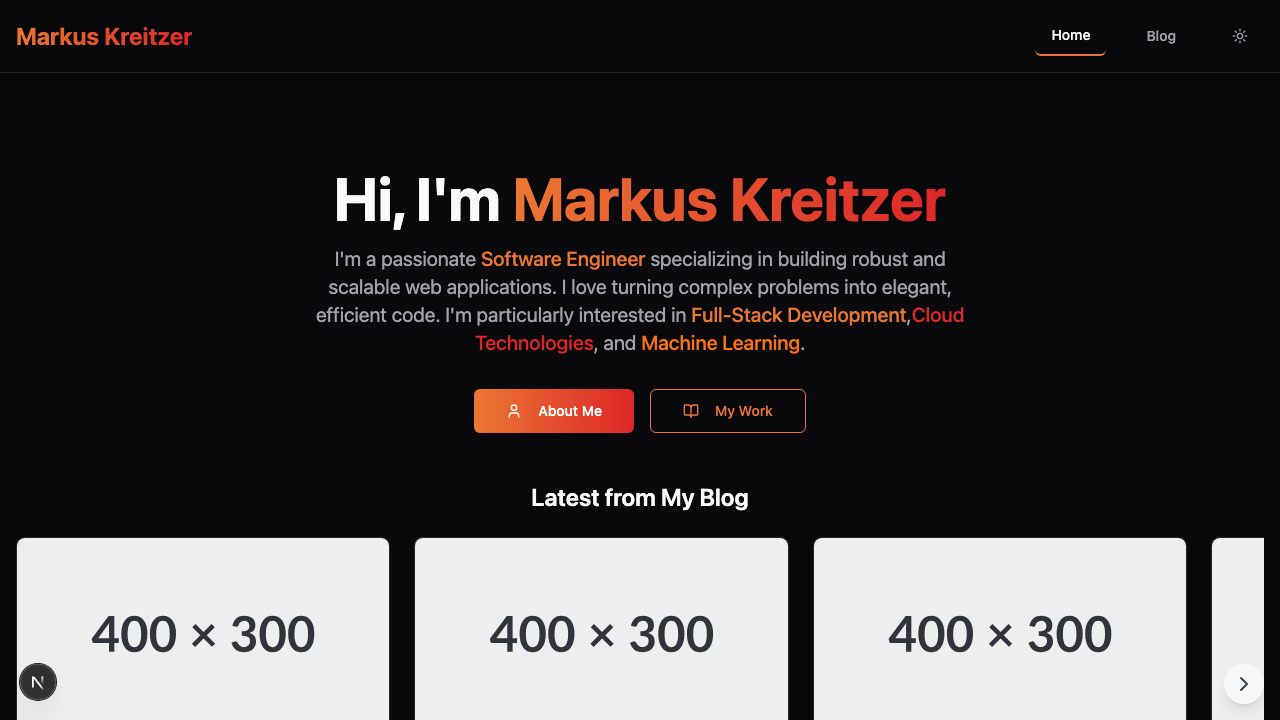 Markus Kreitzer
Home
Blog
Hi, I'm Markus Kreitzer
I'm a passionate Software Engineer specializing in building robust and
scalable web applications. I love turning complex problems into elegant,
efficient code. I'm particularly interested in Full-Stack Development,Cloud
Technologies, and Machine Learning.
About Me
My Work
Latest from My Blog
400 × 300
400 × 300
400 × 300
N